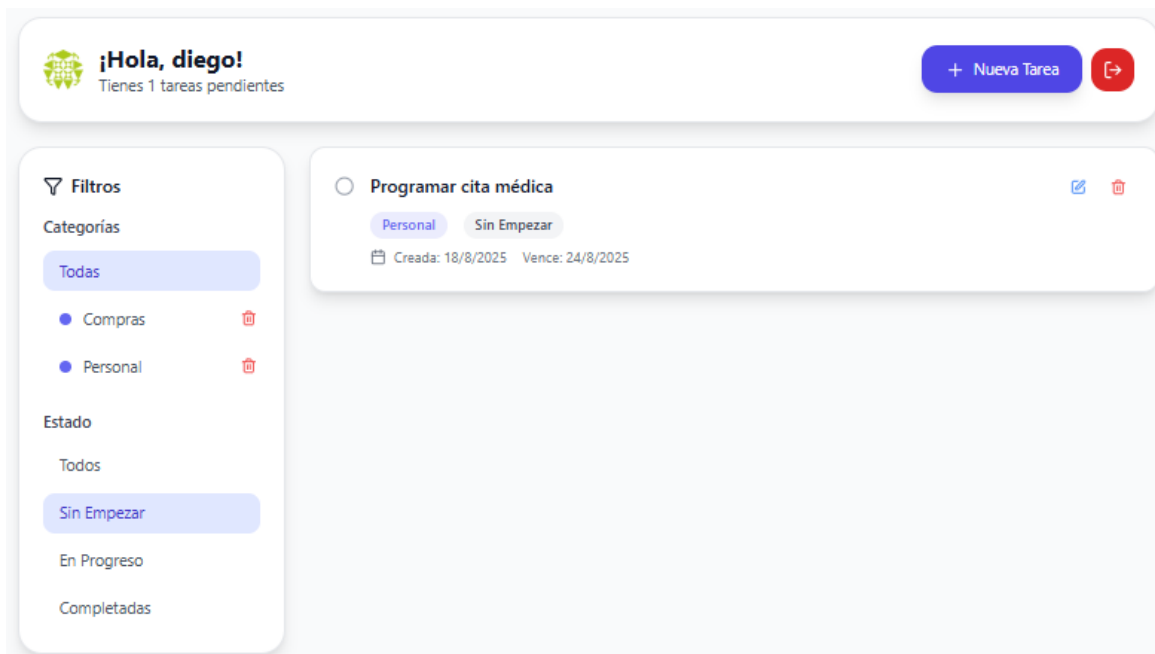 ¡Hola, diego!
Tienes 1 tareas pendientes
+ Nueva Tarea
Filtros
Categorías
Todas
Compras
Personal
Estado
Todos
Sin Empezar
En Progreso
Completadas
Programar cita médica
Personal Sin Empezar
Creada: 18/8/2025 Vence: 24/8/2025